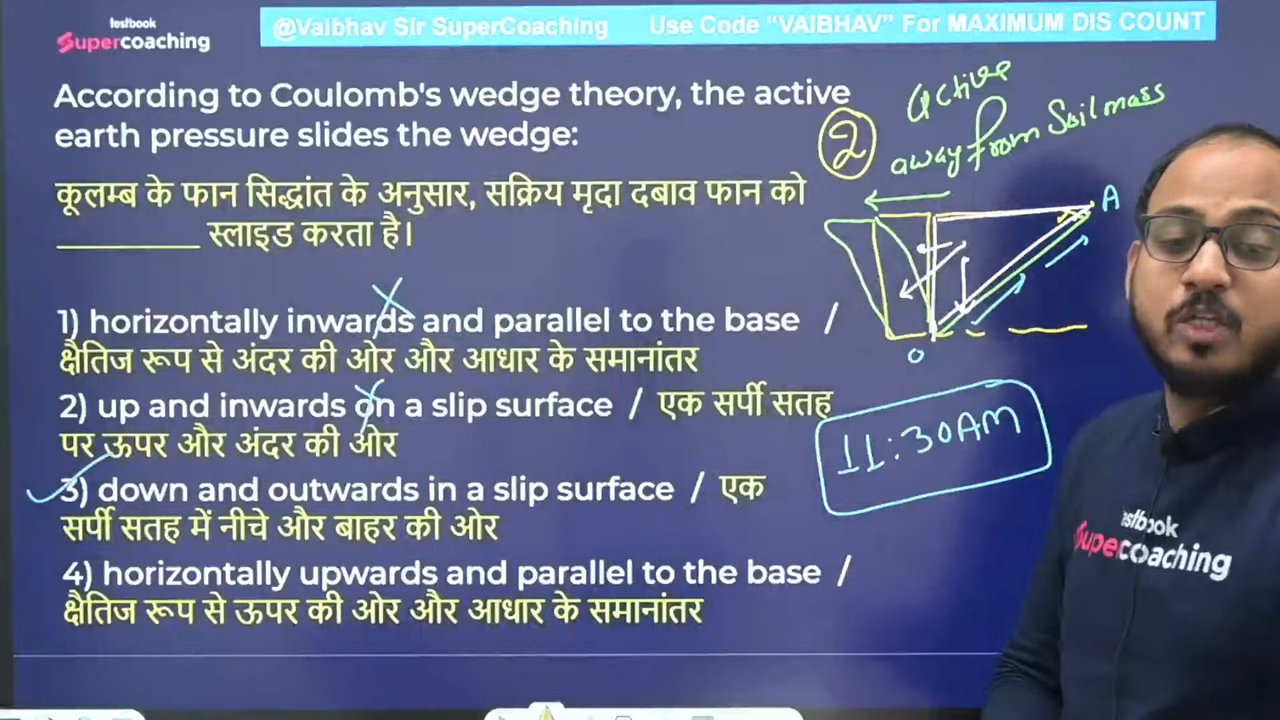 testbook
Supercoaching
@Vaibhav Sir SuperCoaching Use Code "VAIBHAV" For MAXIMUM DIS COUNT
According to Coulomb's wedge theory, the active
earth pressure slides the wedge:
कूलम्ब के फान सिद्धांत के अनुसार, सक्रिय मृदा दबाव फान को
________ स्लाइड करता है।
1) horizontally inwards and parallel to the base /
क्षैतिज रूप से अंदर की ओर और आधार के समानांतर
2) up and inwards on a slip surface / एक सर्पी सतह
पर ऊपर और अंदर की ओर
3) down and outwards in a slip surface / एक
सर्पी सतह में नीचे और बाहर की ओर
4) horizontally upwards and parallel to the base /
क्षैतिज रूप से ऊपर की ओर और आधार के समानांतर
2
active
away from Soil mass
A
O
11:30AM
testbook
Supercoaching